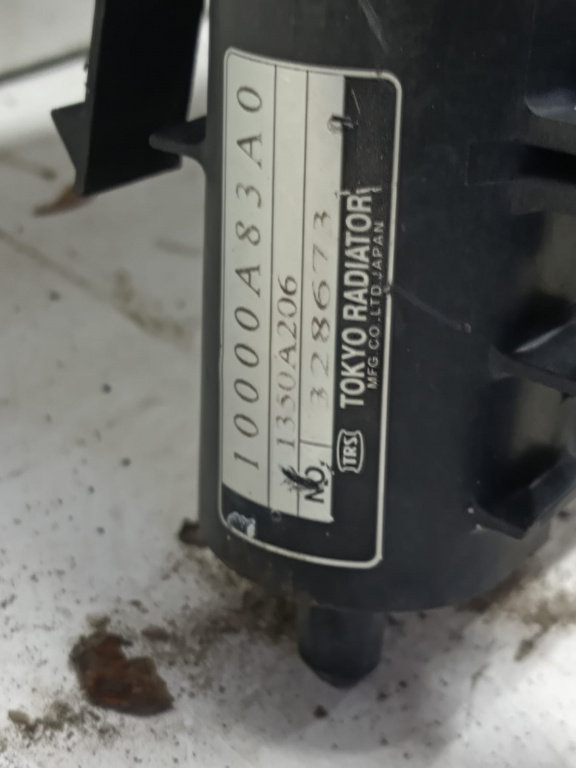 10000A83A0
1350A206
NO. 328673
TRS TOKYO RADIATOR
MFG.CO.,LTD.JAPAN